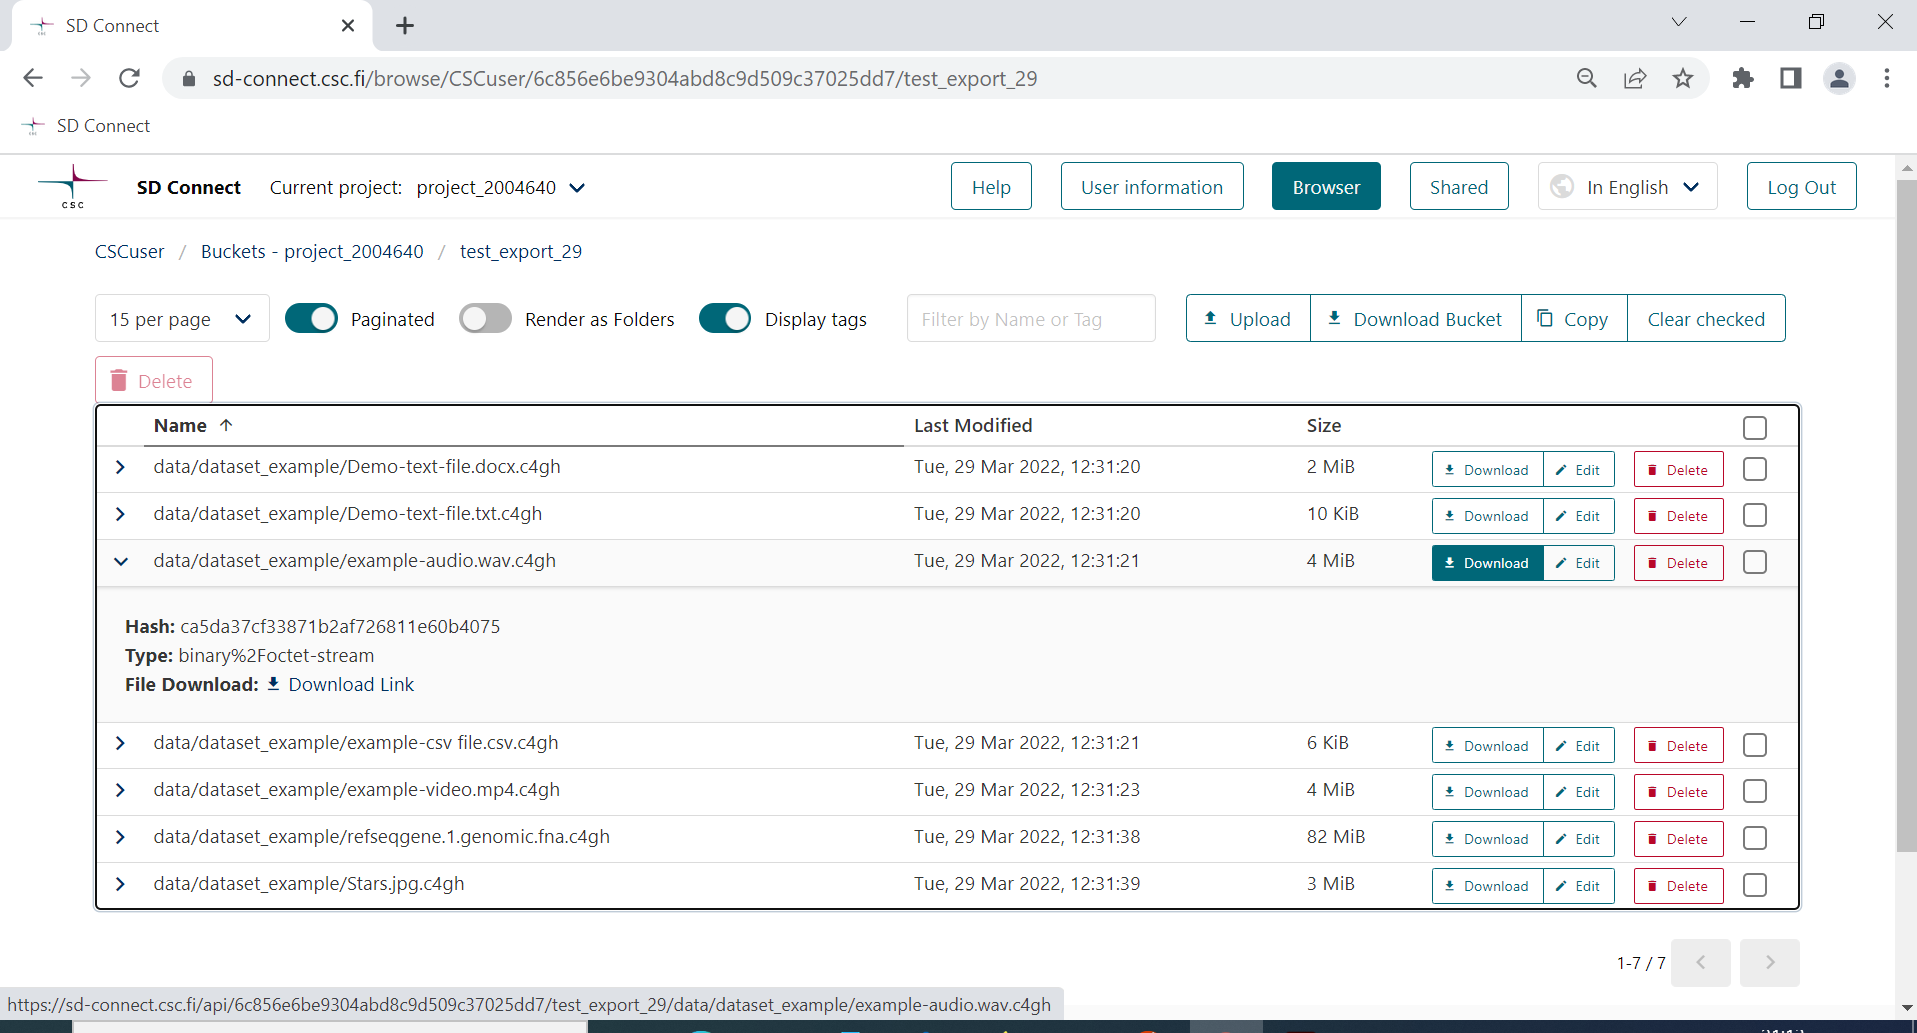 SD Connect
sd-connect.csc.fi/browse/CSCuser/6c856e6be9304abd8c9d509c37025dd7/test_export_29
SD Connect
csc SD Connect Current project: project_2004640 Help User information Browser Shared In English Log Out
CSCuser / Buckets - project_2004640 / test_export_29
15 per page Paginated Render as Folders Display tags Filter by Name or Tag Upload Download Bucket Copy Clear checked
Delete
Name Last Modified Size
data/dataset_example/Demo-text-file.docx.c4gh Tue, 29 Mar 2022, 12:31:20 2 MiB Download Edit Delete
data/dataset_example/Demo-text-file.txt.c4gh Tue, 29 Mar 2022, 12:31:20 10 KiB Download Edit Delete
data/dataset_example/example-audio.wav.c4gh Tue, 29 Mar 2022, 12:31:21 4 MiB Download Edit Delete
Hash: ca5da37cf33871b2af726811e60b4075
Type: binary%2Foctet-stream
File Download: Download Link
data/dataset_example/example-csv file.csv.c4gh Tue, 29 Mar 2022, 12:31:21 6 KiB Download Edit Delete
data/dataset_example/example-video.mp4.c4gh Tue, 29 Mar 2022, 12:31:23 4 MiB Download Edit Delete
data/dataset_example/refseqgene.1.genomic.fna.c4gh Tue, 29 Mar 2022, 12:31:38 82 MiB Download Edit Delete
data/dataset_example/Stars.jpg.c4gh Tue, 29 Mar 2022, 12:31:39 3 MiB Download Edit Delete
1-7 / 7
https://sd-connect.csc.fi/api/6c856e6be9304abd8c9d509c37025dd7/test_export_29/data/dataset_example/example-audio.wav.c4gh